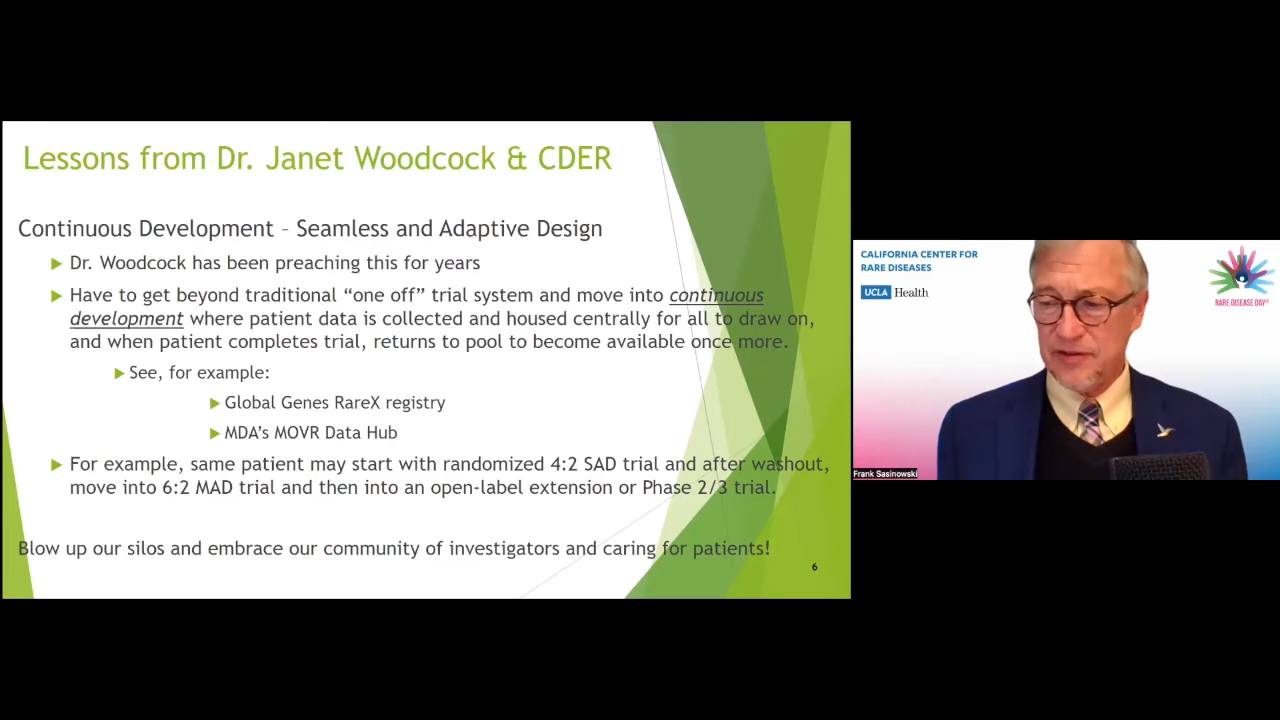 Lessons from Dr. Janet Woodcock & CDER
Continuous Development – Seamless and Adaptive Design
Dr. Woodcock has been preaching this for years
Have to get beyond traditional “one off” trial system and move into continuous
development where patient data is collected and housed centrally for all to draw on,
and when patient completes trial, returns to pool to become available once more.
See, for example:
Global Genes RareX registry
MDA’s MOVR Data Hub
For example, same patient may start with randomized 4:2 SAD trial and after washout,
move into 6:2 MAD trial and then into an open-label extension or Phase 2/3 trial.
Blow up our silos and embrace our community of investigators and caring for patients!
6
CALIFORNIA CENTER FOR
RARE DISEASES
UCLA Health
RARE DISEASE DAY®
Frank Sasinowski